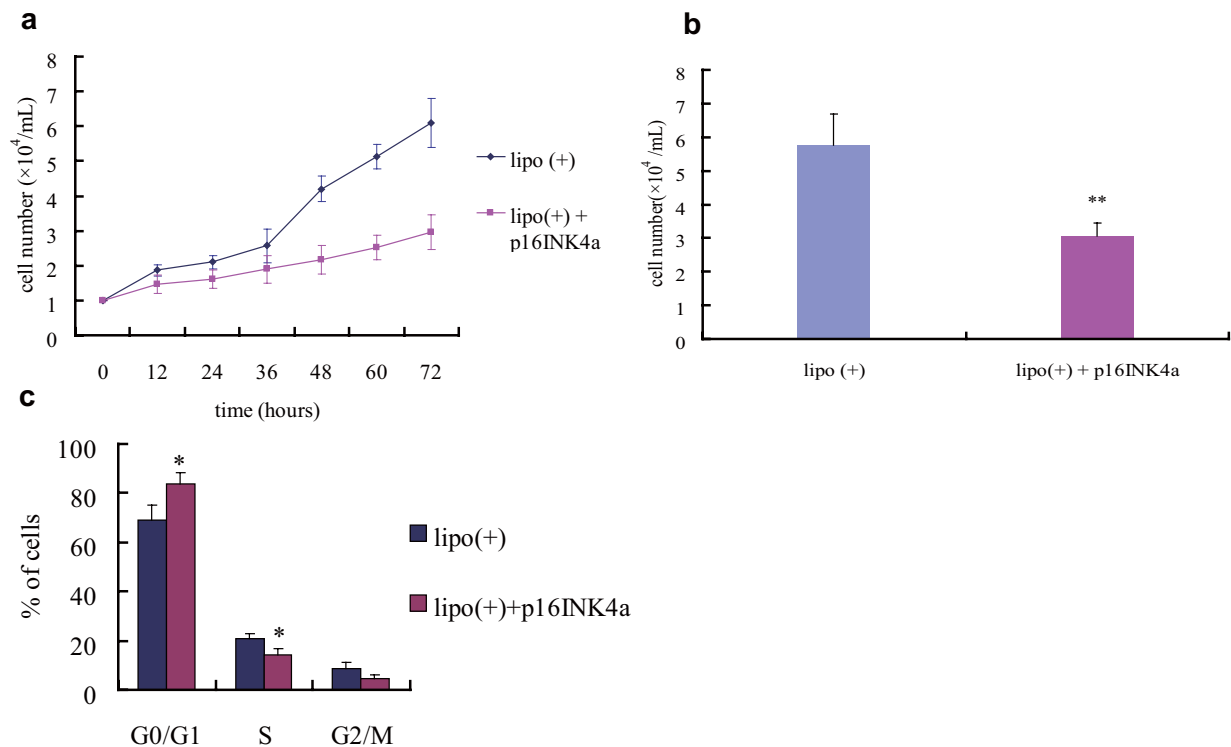 a
8
7
6
5
4
3
2
1
0
cell number (×10⁴/mL)
0 12 24 36 48 60 72
time (hours)
lipo (+)
lipo(+) +
p16INK4a
b
8
7
6
5
4
3
2
1
0
cell number(×10⁴ /mL)
**
lipo (+) lipo(+) + p16INK4a
c
100
80
60
40
20
0
% of cells
*
*
G0/G1 S G2/M
lipo(+)
lipo(+)+p16INK4a